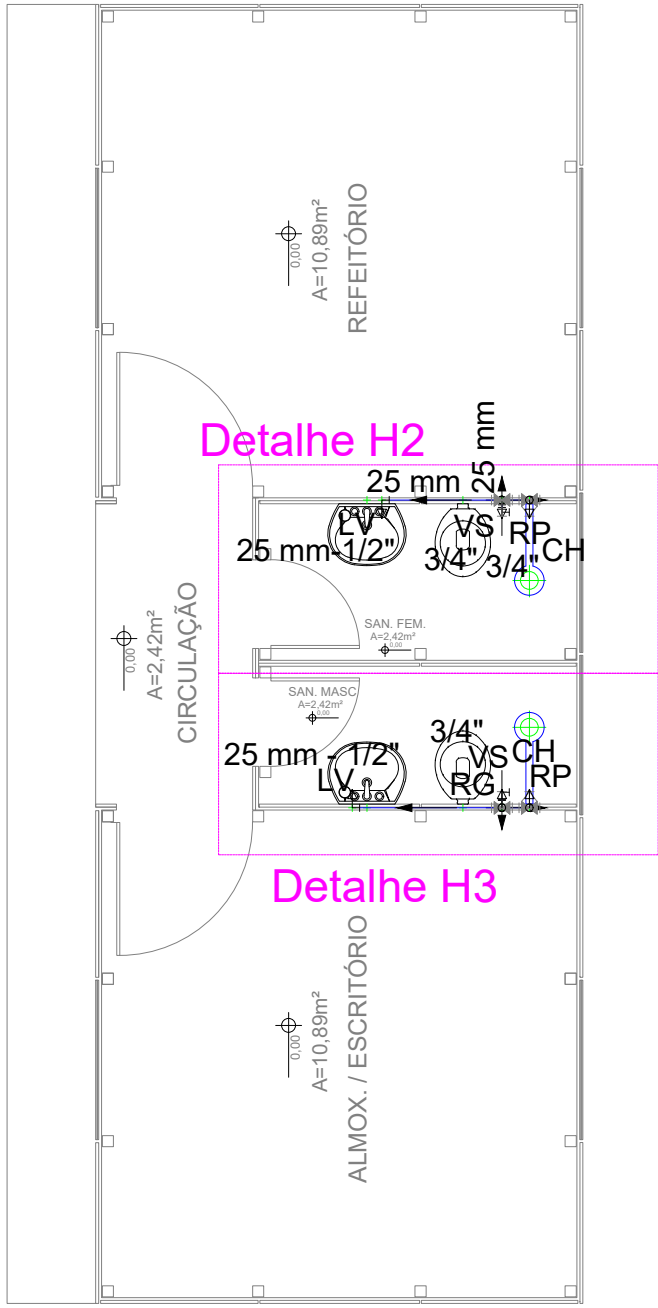 REFEITÓRIO
A=10,89m²
0,00
Detalhe H2
25 mm
25 mm
LV
25 mm-1/2"
VS
3/4"
RP
3/4"
CH
SAN. FEM.
A=2,42m²
0,00
CIRCULAÇÃO
A=2,42m²
0,00
SAN. MASC
A=2,42m²
0,00
25 mm - 1/2"
LV
3/4"
VS
RG
CH
RP
Detalhe H3
ALMOX. / ESCRITÓRIO
A=10,89m²
0,00